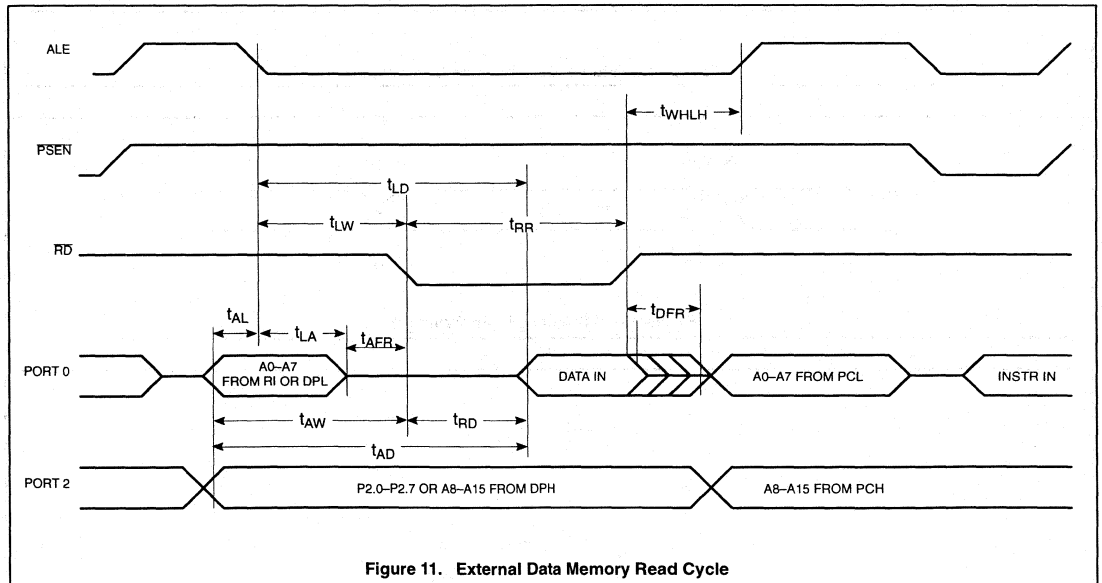 ALE
tWHLH
PSEN
tLD
tLW
tRR
RD
tAL
tLA
tAFR
tDFR
PORT 0
A0–A7
FROM RI OR DPL
DATA IN
A0–A7 FROM PCL
INSTR IN
tAW
tRD
tAD
PORT 2
P2.0–P2.7 OR A8–A15 FROM DPH
A8–A15 FROM PCH
Figure 11. External Data Memory Read Cycle